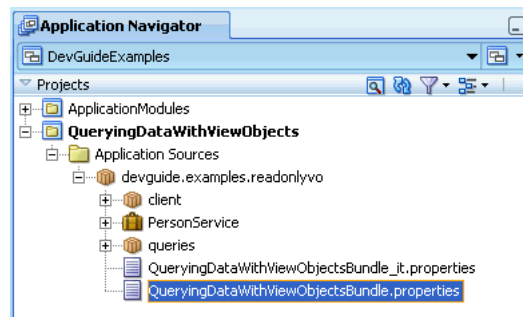 Application Navigator
DevGuideExamples
Projects
ApplicationModules
QueryingDataWithViewObjects
Application Sources
devguide.examples.readonlyvo
client
PersonService
queries
QueryingDataWithViewObjectsBundle_it.properties
QueryingDataWithViewObjectsBundle.properties